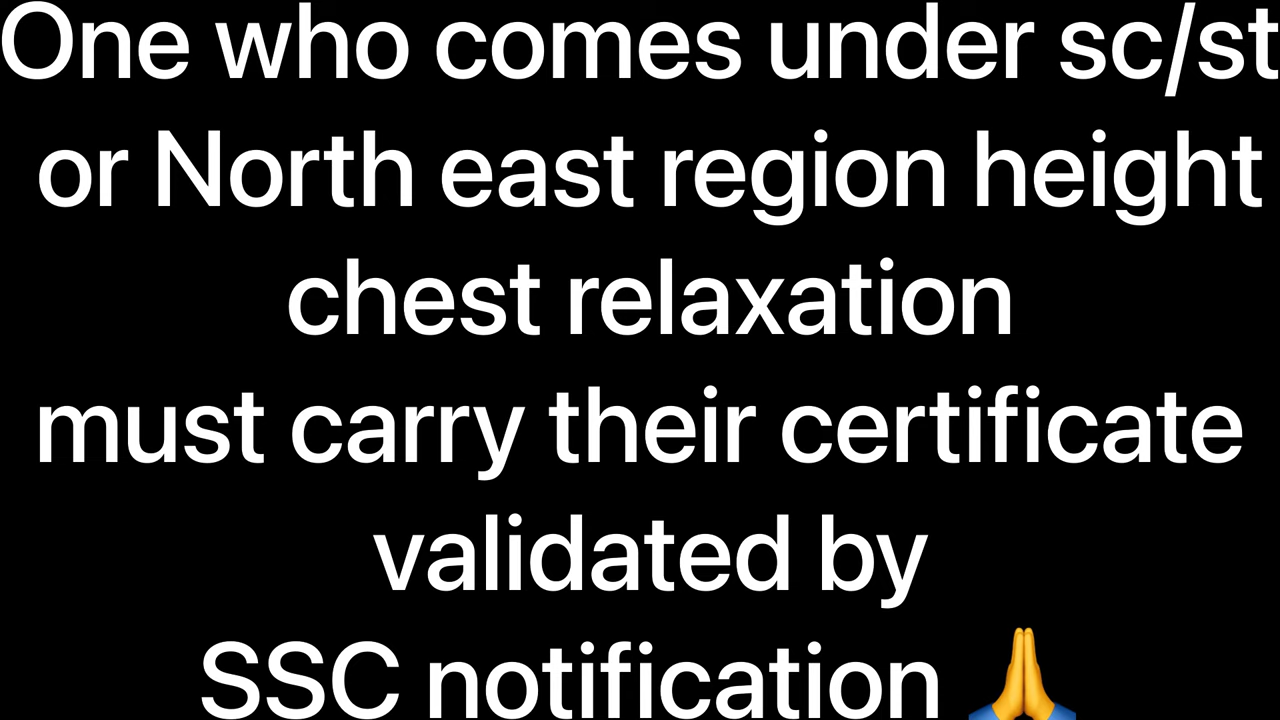 One who comes under sc/st
or North east region height
chest relaxation
must carry their certificate
validated by
SSC notification 🙏